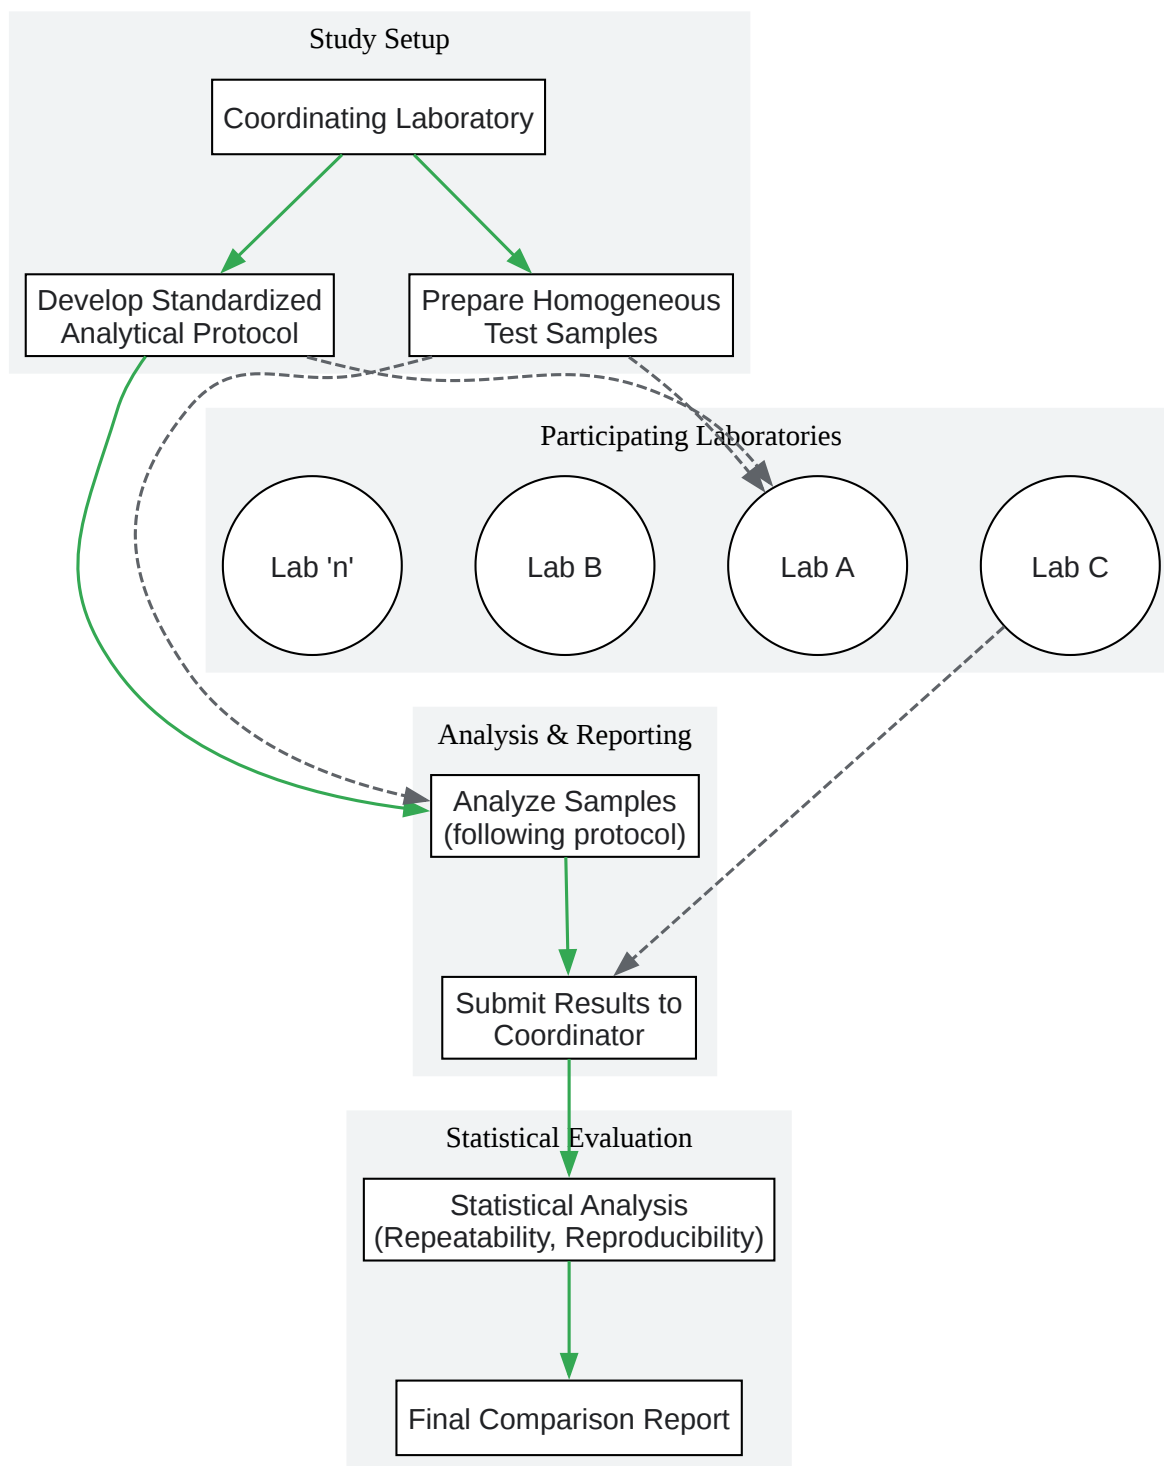 Study Setup
Coordinating Laboratory
Develop Standardized
Analytical Protocol
Prepare Homogeneous
Test Samples
Participating Laboratories
Lab 'n'
Lab B
Lab A
Lab C
Analysis & Reporting
Analyze Samples
(following protocol)
Submit Results to
Coordinator
Statistical Evaluation
Statistical Analysis
(Repeatability, Reproducibility)
Final Comparison Report